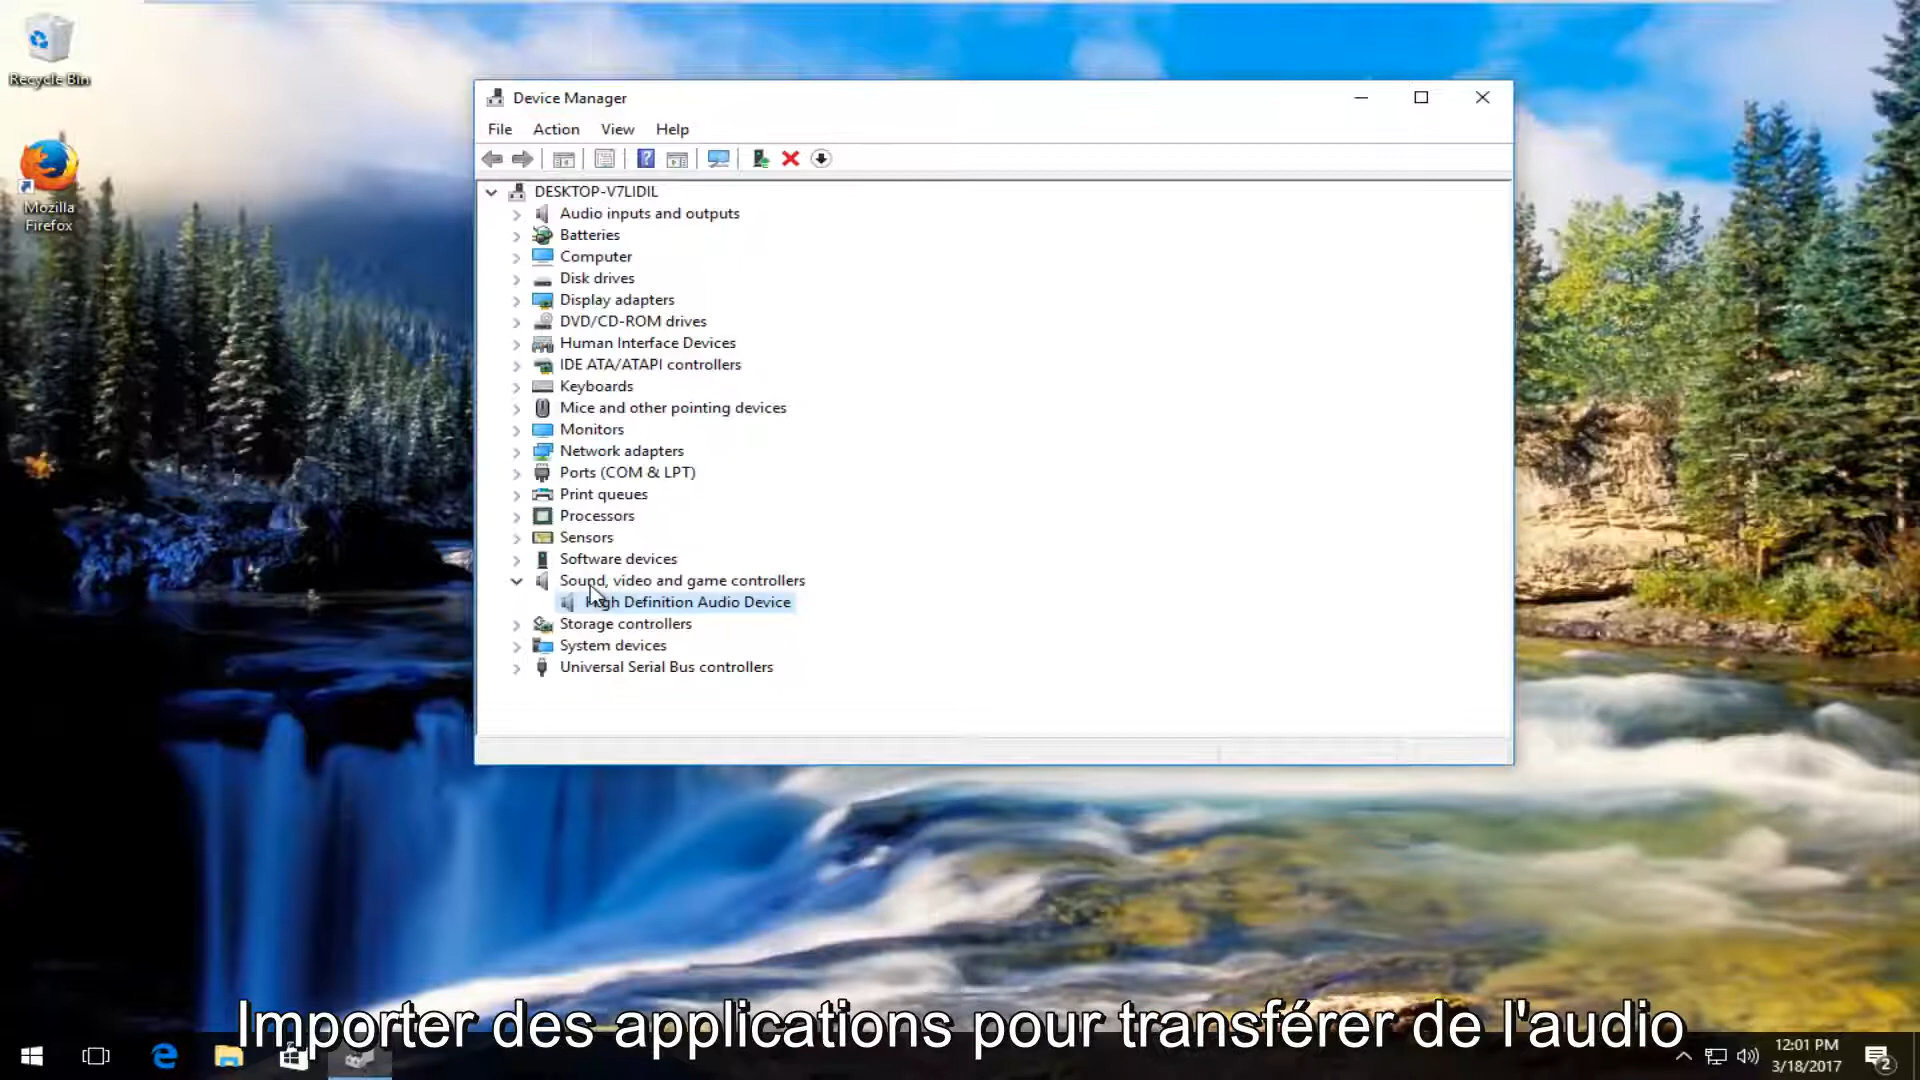 Recycle Bin
Mozilla
Firefox
Device Manager
File Action View Help
DESKTOP-V7LIDIL
Audio inputs and outputs
Batteries
Computer
Disk drives
Display adapters
DVD/CD-ROM drives
Human Interface Devices
IDE ATA/ATAPI controllers
Keyboards
Mice and other pointing devices
Monitors
Network adapters
Ports (COM & LPT)
Print queues
Processors
Sensors
Software devices
Sound, video and game controllers
High Definition Audio Device
Storage controllers
System devices
Universal Serial Bus controllers
Importer des applications pour transférer de l'audio
12:01 PM
3/18/2017
2